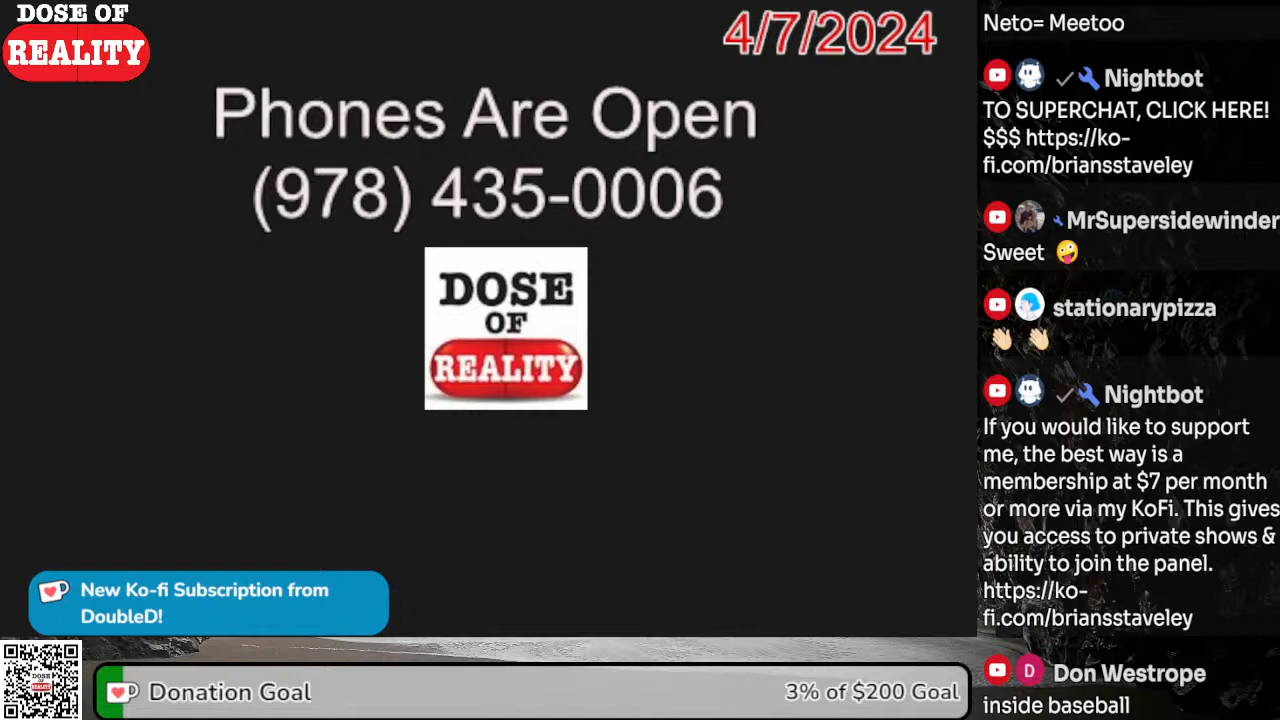 DOSE OF
REALITY
4/7/2024
Phones Are Open
(978) 435-0006
DOSE
OF
REALITY
New Ko-fi Subscription from
DoubleD!
DOSE OF
REALITY
Donation Goal
3% of $200 Goal
Neto= Meetoo
Nightbot
TO SUPERCHAT, CLICK HERE!
$$$ https://ko-
fi.com/briansstaveley
MrSupersidewinder
Sweet 🤪
stationarypizza
👏🏻 👏🏻
Nightbot
If you would like to support
me, the best way is a
membership at $7 per month
or more via my KoFi. This gives
you access to private shows &
ability to join the panel.
https://ko-
fi.com/briansstaveley
D
Don Westrope
inside baseball